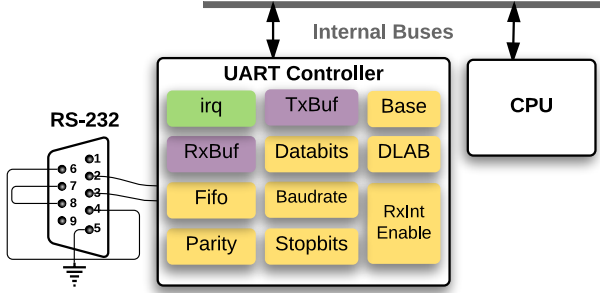 Internal Buses
UART Controller
irq
TxBuf
Base
CPU
RS-232
RxBuf
Databits
DLAB
1
6
2
7
3
8
4
9
5
Fifo
Baudrate
RxInt
Enable
Parity
Stopbits